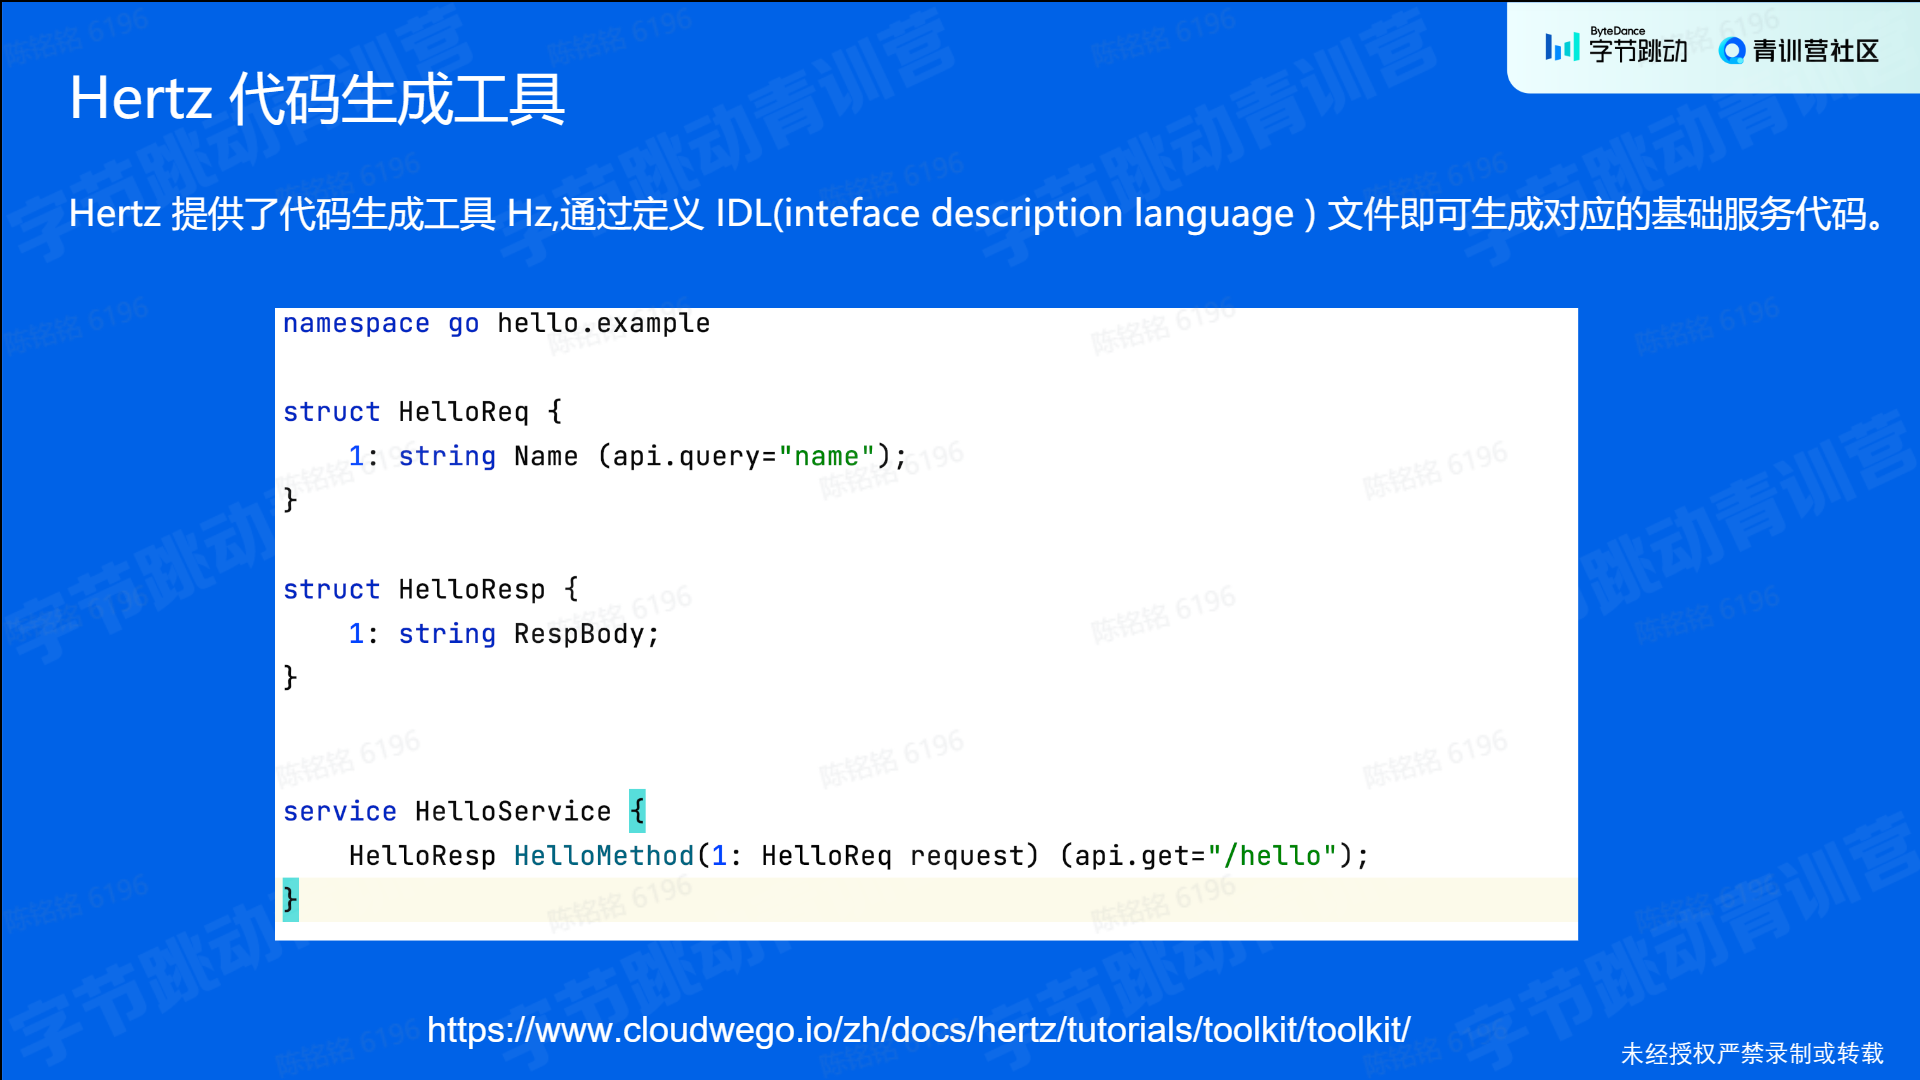 ByteDance
字节跳动
青训营社区
Hertz 代码生成工具
Hertz 提供了代码生成工具 Hz,通过定义 IDL(inteface description language ) 文件即可生成对应的基础服务代码。
namespace go hello.example
struct HelloReq {
    1: string Name (api.query="name");
}
struct HelloResp {
    1: string RespBody;
}
service HelloService {
    HelloResp HelloMethod(1: HelloReq request) (api.get="/hello");
}
https://www.cloudwego.io/zh/docs/hertz/tutorials/toolkit/toolkit/
未经授权严禁录制或转载
字节跳动青训营
陈铭铭 6196